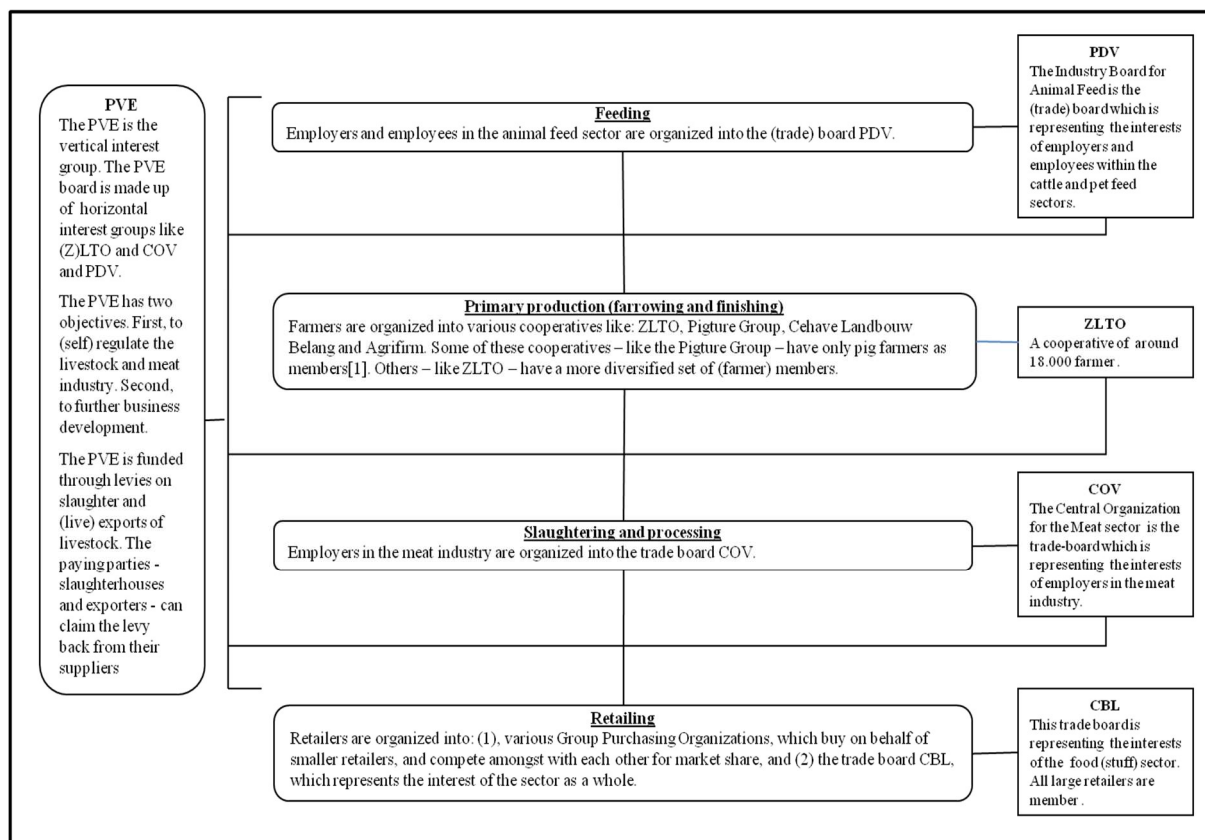 PVE
The PVE is the
vertical interest
group. The PVE
board is made up
of horizontal
interest groups like
(Z)LTO and COV
and PDV.
The PVE has two
objectives. First, to
(self) regulate the
livestock and meat
industry. Second,
to further business
development.
The PVE is funded
through levies on
slaughter and
(live) exports of
livestock. The
paying parties -
slaughterhouses
and exporters - can
claim the levy
back from their
suppliers
Feeding
Employers and employees in the animal feed sector are organized into the (trade) board PDV.
PDV
The Industry Board for
Animal Feed is the
(trade) board which is
representing the interests
of employers and
employees within the
cattle and pet feed
sectors.
Primary production (farrowing and finishing)
Farmers are organized into various cooperatives like: ZLTO, Pigture Group, Cehave Landbouw
Belang and Agrifirm. Some of these cooperatives – like the Pigture Group – have only pig farmers as
members[1]. Others – like ZLTO – have a more diversified set of (farmer) members.
ZLTO
A cooperative of around
18.000 farmer.
Slaughtering and processing
Employers in the meat industry are organized into the trade board COV.
COV
The Central Organization
for the Meat sector is the
trade-board which is
representing the interests
of employers in the meat
industry.
Retailing
Retailers are organized into: (1), various Group Purchasing Organizations, which buy on behalf of
smaller retailers, and compete amongst with each other for market share, and (2) the trade board CBL,
which represents the interest of the sector as a whole.
CBL
This trade board is
representing the interests
of the food (stuff) sector.
All large retailers are
member.